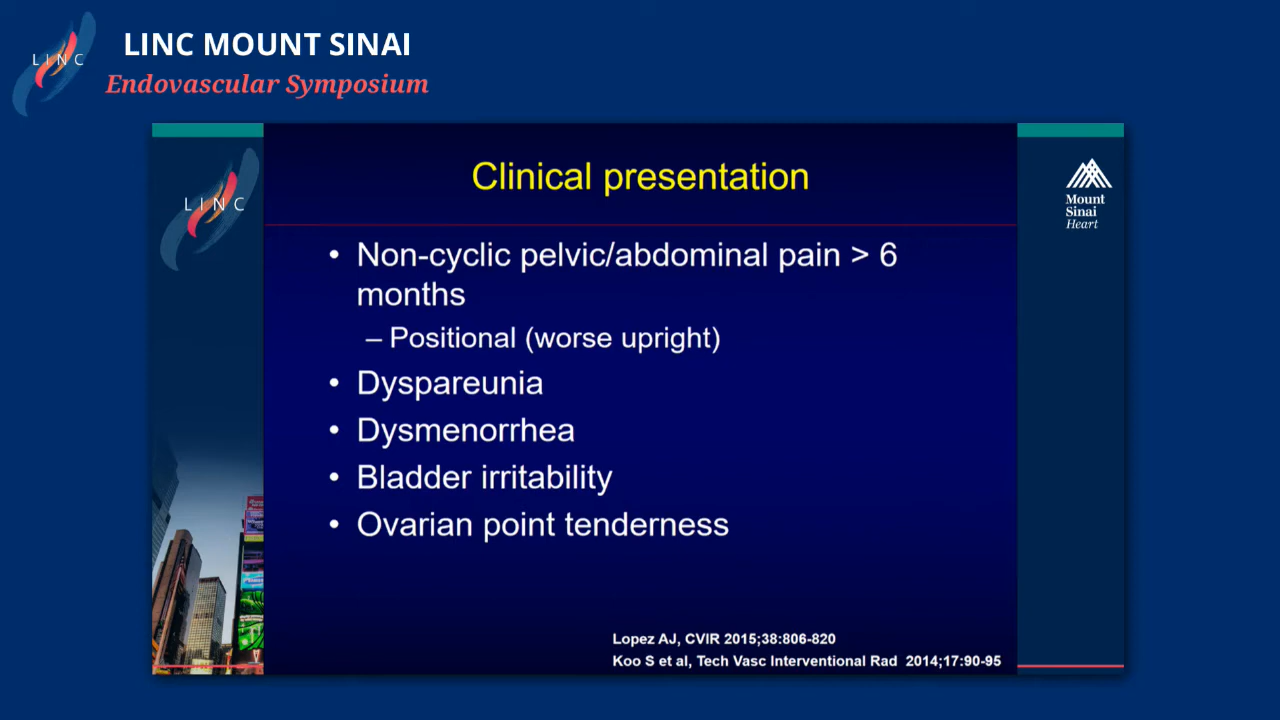 LINC MOUNT SINAI
LINC
Endovascular Symposium
Clinical presentation
LINC
Mount
Sinai
Heart
• Non-cyclic pelvic/abdominal pain > 6
months
– Positional (worse upright)
• Dyspareunia
• Dysmenorrhea
• Bladder irritability
• Ovarian point tenderness
Lopez AJ, CVIR 2015;38:806-820
Koo S et al, Tech Vasc Interventional Rad 2014;17:90-95